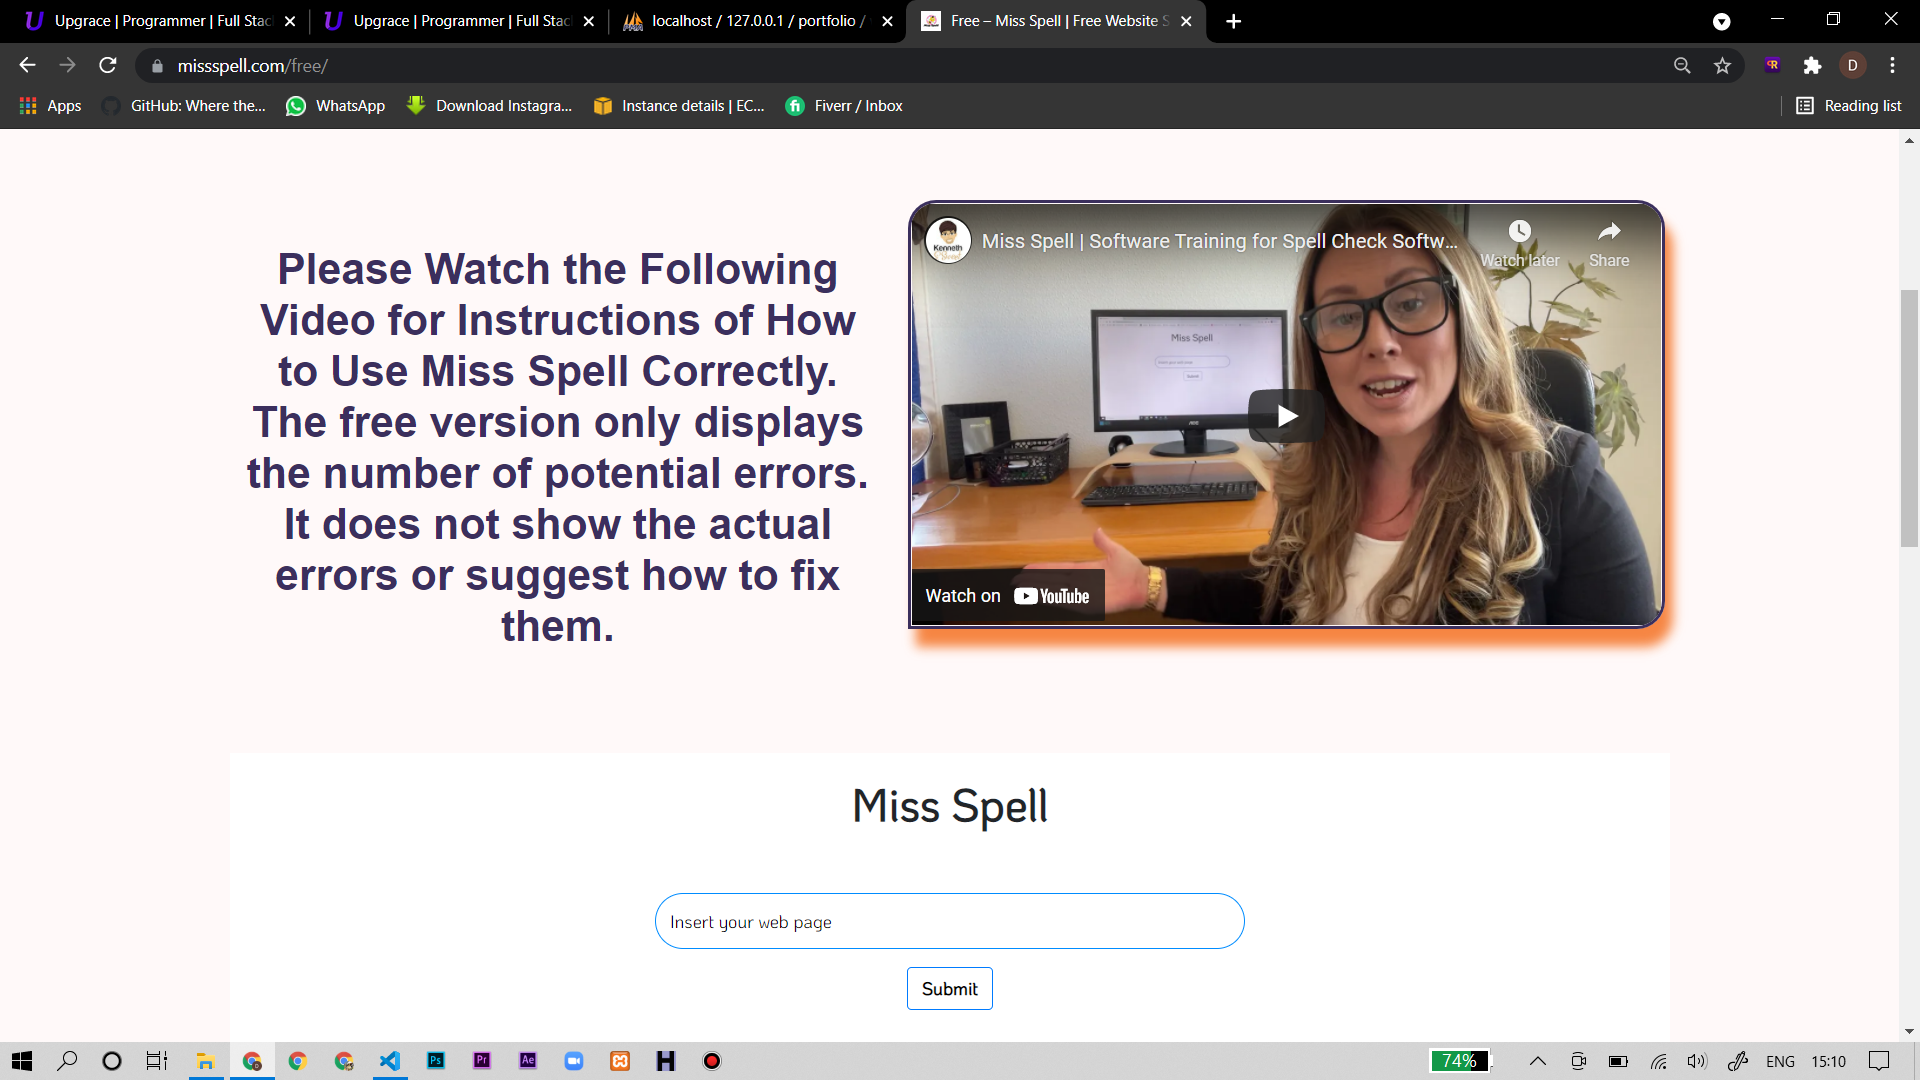 Upgrace | Programmer | Full Stac
Upgrace | Programmer | Full Stac
localhost / 127.0.0.1 / portfolio /
Free – Miss Spell | Free Website S
missspell.com/free/
D
Apps
GitHub: Where the...
WhatsApp
Download Instagra...
Instance details | EC...
Fiverr / Inbox
Reading list
Please Watch the Following
Video for Instructions of How
to Use Miss Spell Correctly.
The free version only displays
the number of potential errors.
It does not show the actual
errors or suggest how to fix
them.
Kenneth
Miss Spell | Software Training for Spell Check Softw...
Watch later
Share
Miss Spell
Watch on YouTube
Miss Spell
Insert your web page
Submit
Ps
Pr
Ae
74%
ENG
15:10